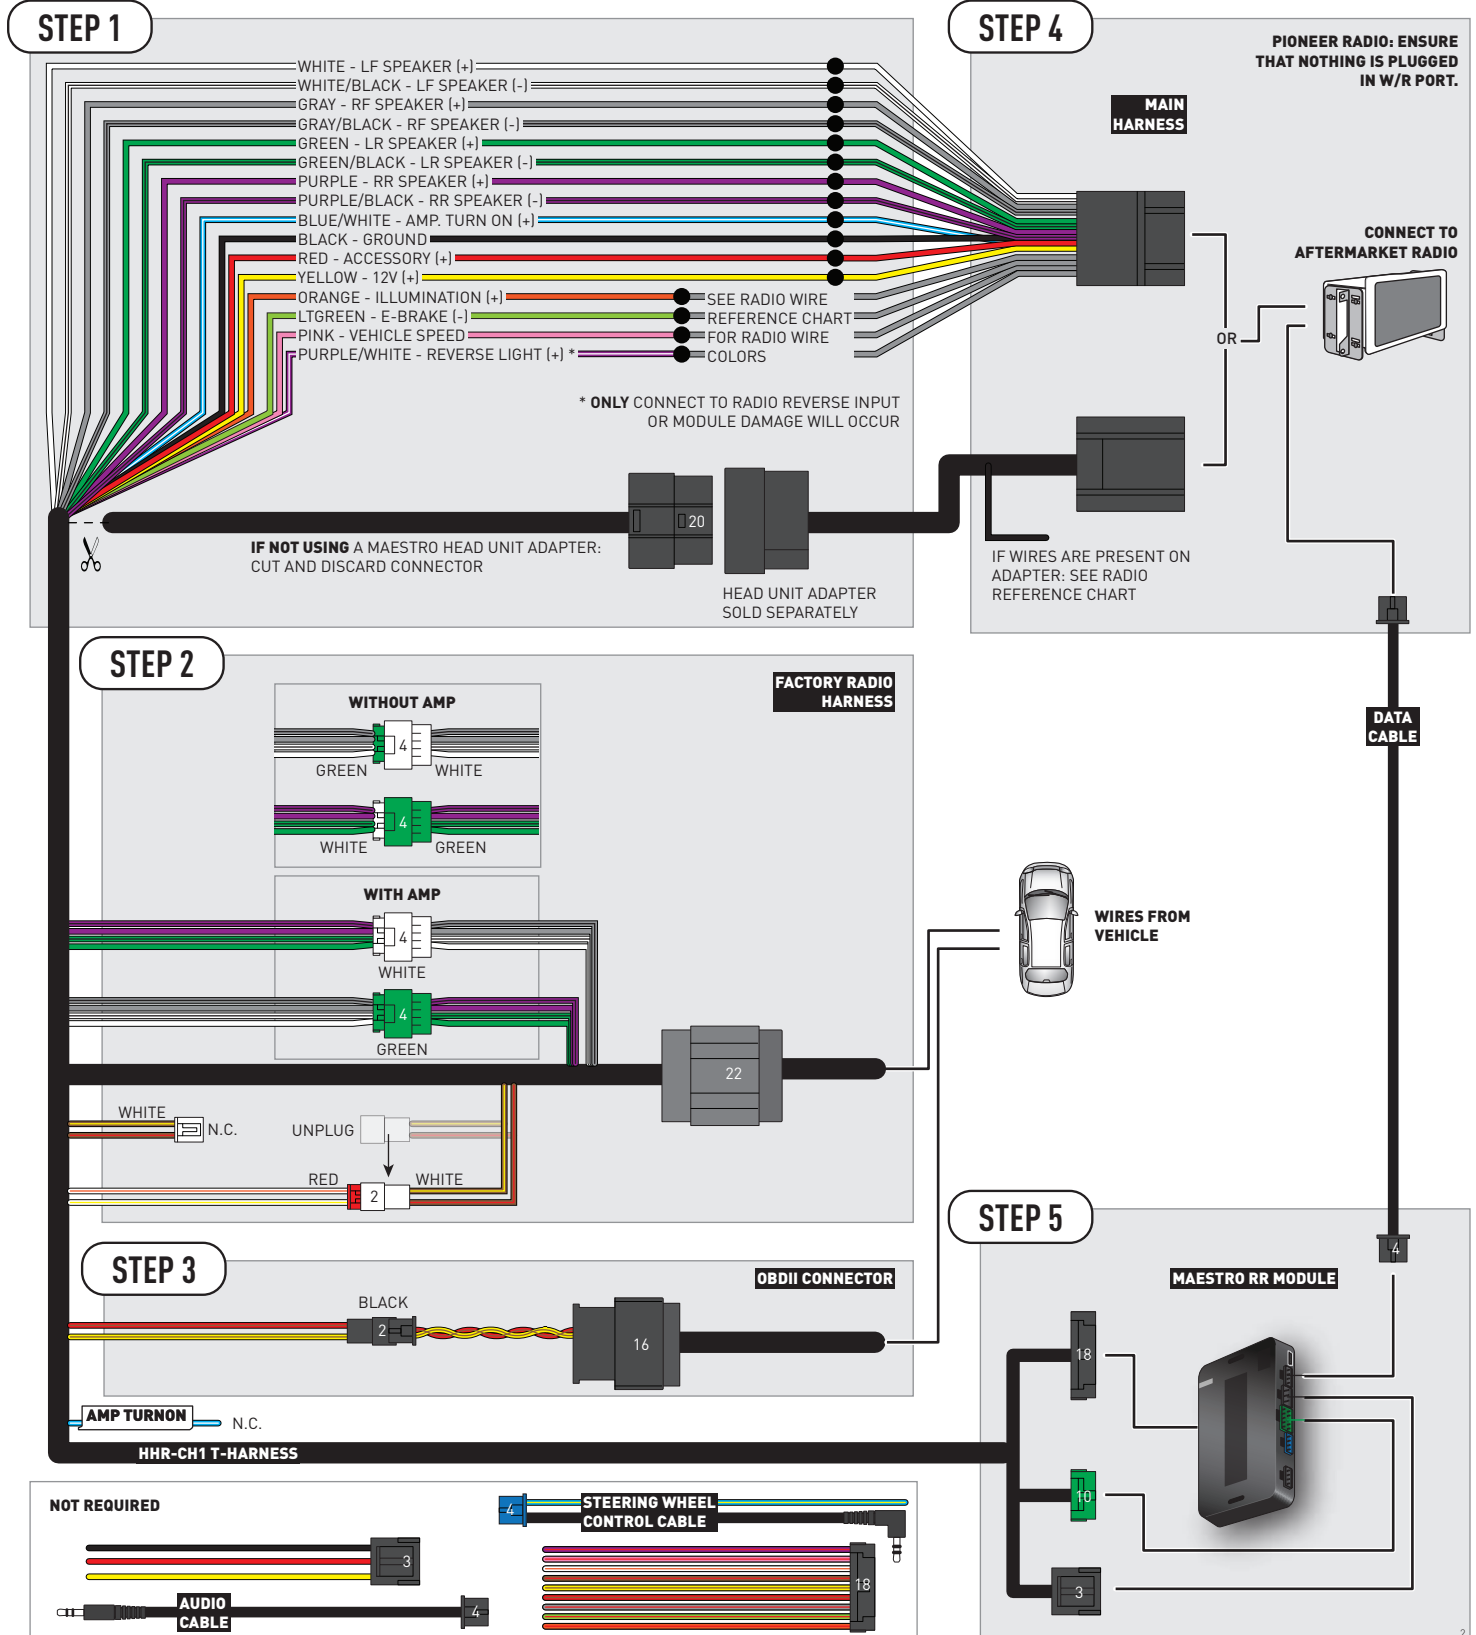 STEP 1
WHITE - LF SPEAKER (+)
WHITE/BLACK - LF SPEAKER (-)
GRAY - RF SPEAKER (+)
GRAY/BLACK - RF SPEAKER (-)
GREEN - LR SPEAKER (+)
GREEN/BLACK - LR SPEAKER (-)
PURPLE - RR SPEAKER (+)
PURPLE/BLACK - RR SPEAKER (-)
BLUE/WHITE - AMP. TURN ON (+)
BLACK - GROUND
RED - ACCESSORY (+)
YELLOW - 12V (+)
ORANGE - ILLUMINATION (+)
LTGREEN - E-BRAKE (-)
PINK - VEHICLE SPEED
PURPLE/WHITE - REVERSE LIGHT (+) *
SEE RADIO WIRE
REFERENCE CHART
FOR RADIO WIRE
COLORS
* ONLY CONNECT TO RADIO REVERSE INPUT
OR MODULE DAMAGE WILL OCCUR
20
IF NOT USING A MAESTRO HEAD UNIT ADAPTER:
CUT AND DISCARD CONNECTOR
HEAD UNIT ADAPTER
SOLD SEPARATELY
STEP 4
PIONEER RADIO: ENSURE
THAT NOTHING IS PLUGGED
IN W/R PORT.
MAIN
HARNESS
CONNECT TO
AFTERMARKET RADIO
OR
IF WIRES ARE PRESENT ON
ADAPTER: SEE RADIO
REFERENCE CHART
DATA
CABLE
STEP 2
FACTORY RADIO
HARNESS
WITHOUT AMP
4
GREEN
WHITE
4
WHITE
GREEN
WITH AMP
4
WHITE
4
GREEN
22
WIRES FROM
VEHICLE
WHITE
N.C.
UNPLUG
RED
WHITE
2
STEP 3
OBDII CONNECTOR
BLACK
2
16
AMP TURNON
N.C.
HHR-CH1 T-HARNESS
STEP 5
4
MAESTRO RR MODULE
18
10
3
NOT REQUIRED
3
AUDIO
CABLE
4
4
STEERING WHEEL
CONTROL CABLE
18
2